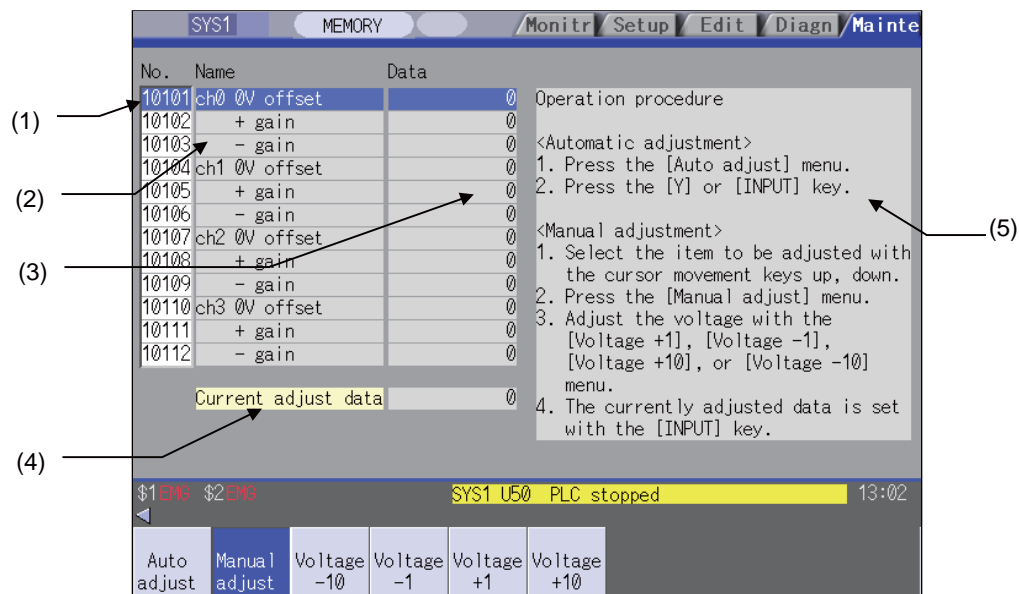 SYS1 MEMORY Monitr Setup Edit Diagn Mainte
No. Name Data
10101 ch0 0V offset 0
10102 + gain 0
10103 - gain 0
10104 ch1 0V offset 0
10105 + gain 0
10106 - gain 0
10107 ch2 0V offset 0
10108 + gain 0
10109 - gain 0
10110 ch3 0V offset 0
10111 + gain 0
10112 - gain 0
Current adjust data 0
Operation procedure
<Automatic adjustment>
1. Press the [Auto adjust] menu.
2. Press the [Y] or [INPUT] key.
<Manual adjustment>
1. Select the item to be adjusted with
the cursor movement keys up, down.
2. Press the [Manual adjust] menu.
3. Adjust the voltage with the
[Voltage +1], [Voltage -1],
[Voltage +10], or [Voltage -10]
menu.
4. The currently adjusted data is set
with the [INPUT] key.
(1)
(2)
(3)
(4)
(5)
$1 EMG $2 EMG SYS1 U50 PLC stopped 13:02
Auto adjust
Manual adjust
Voltage -10
Voltage -1
Voltage +1
Voltage +10